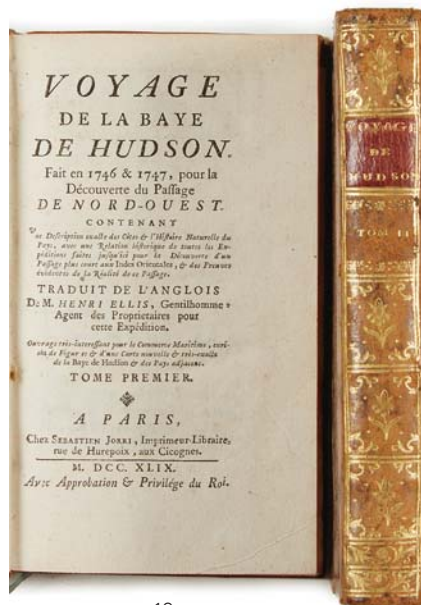 VOYAGE
DE LA BAYE
DE HUDSON.
Fait en 1746 & 1747, pour la
Découverte du Passage
DE NORD-OUEST.
CONTENANT
Une Description exacte des Côtes & l'Histoire Naturelle du
Pays, avec une Relation historique de toutes les Ex-
péditions faites jusqu'ici pour la Découverte d'un
Passage plus court aux Indes Orientales, & des Preuves
évidentes de la Réalité de ce Passage.
TRADUIT DE L'ANGLOIS
De M. HENRI ELLIS, Gentilhomme,
Agent des Proprietaires pour
cette Expédition.
Ouvrage très-interessant pour le Commerce Maritime, enri-
chi de Figures & d'une Carte nouvelle & très-exacte
de la Baye de Hudson & des Pays adjacens.
TOME PREMIER.
A PARIS,
Chez SEBASTIEN JORRI, Imprimeur-Libraire,
rue de Hurepoix, aux Cicognes.
M. DCC. XLIX.
Avec Approbation & Privilége du Roi.
VOYAGE
DE
HUDSON
TOM II